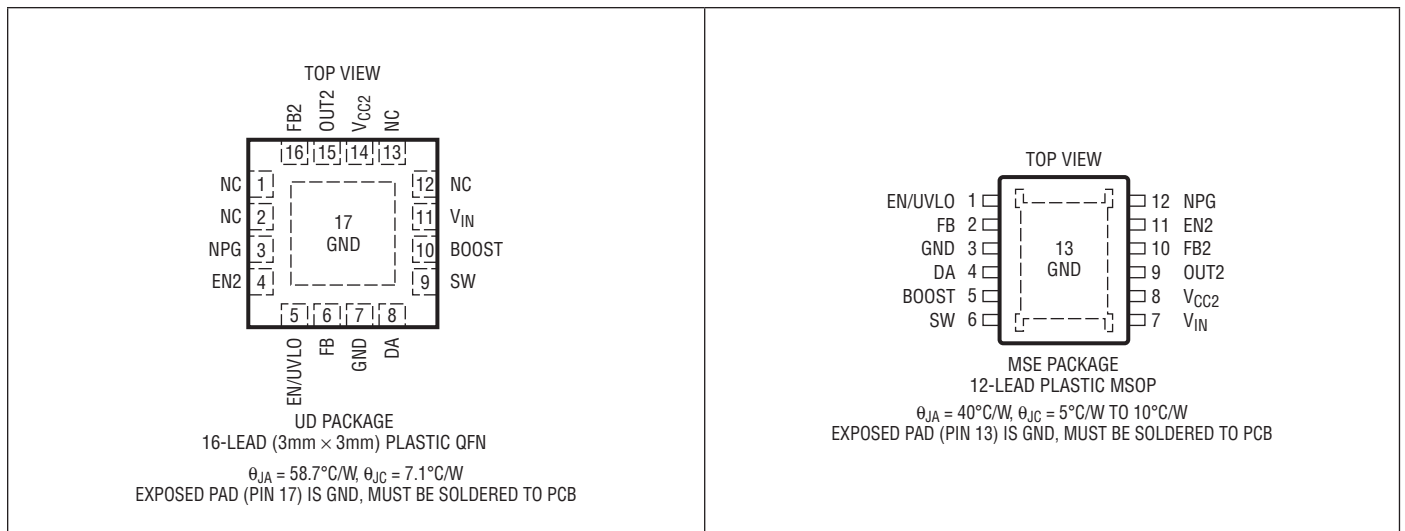 TOP VIEW
FB2 OUT2 VCC2 NC
16 15 14 13
NC 1 12 NC
NC 2 11 VIN
NPG 3 10 BOOST
EN2 4 9 SW
17
GND
5 6 7 8
EN/UVLO FB GND DA
UD PACKAGE
16-LEAD (3mm × 3mm) PLASTIC QFN
θJA = 58.7°C/W, θJC = 7.1°C/W
EXPOSED PAD (PIN 17) IS GND, MUST BE SOLDERED TO PCB
TOP VIEW
EN/UVLO 1 12 NPG
FB 2 11 EN2
GND 3 10 FB2
DA 4 9 OUT2
BOOST 5 8 VCC2
SW 6 7 VIN
13
GND
MSE PACKAGE
12-LEAD PLASTIC MSOP
θJA = 40°C/W, θJC = 5°C/W TO 10°C/W
EXPOSED PAD (PIN 13) IS GND, MUST BE SOLDERED TO PCB